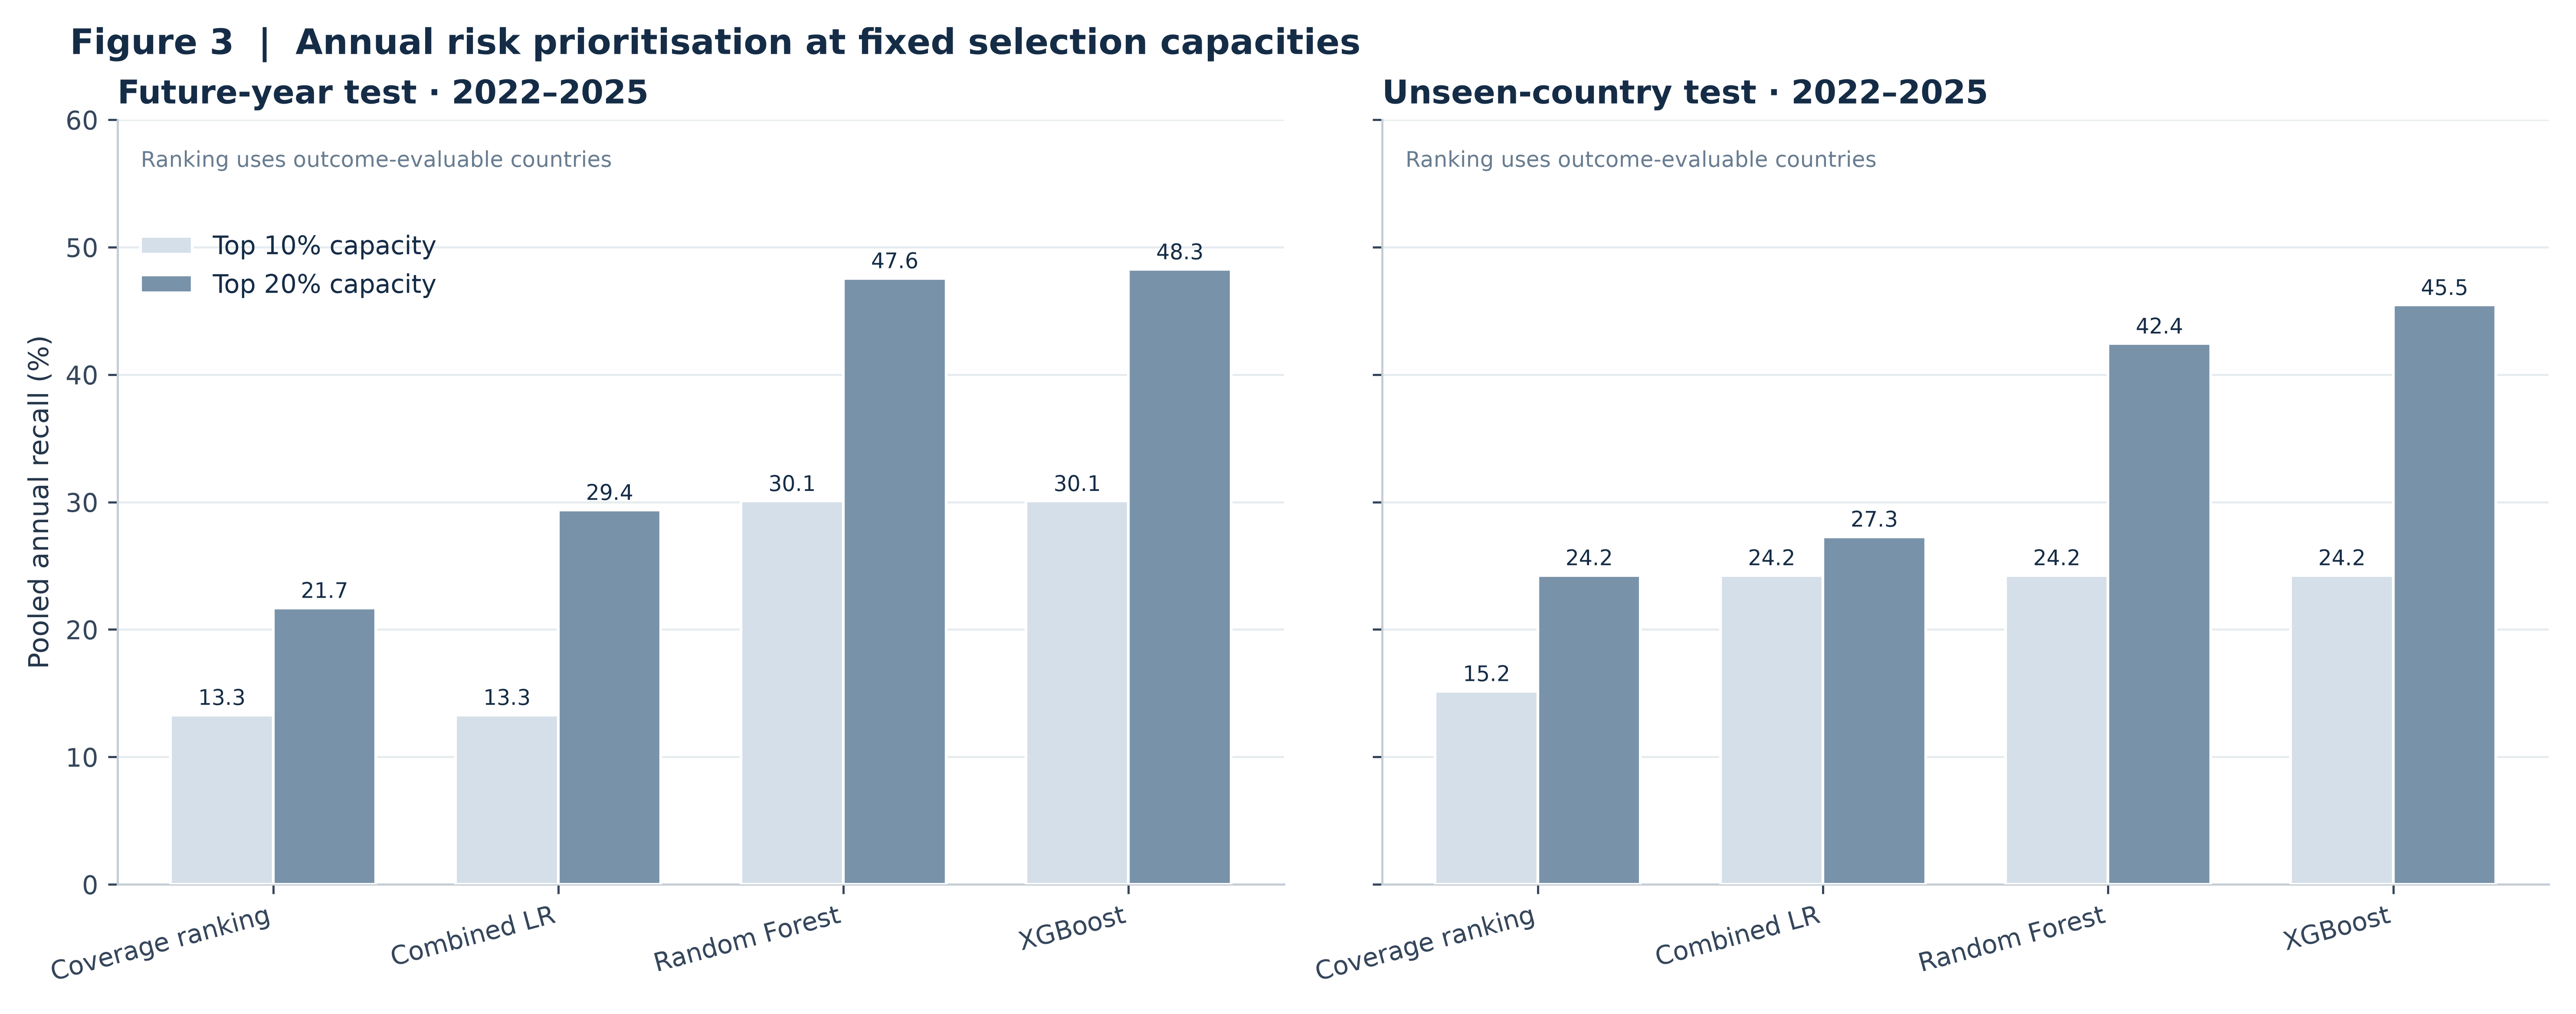 Figure 3 | Annual risk prioritisation at fixed selection capacities
Future-year test · 2022–2025
Ranking uses outcome-evaluable countries
Top 10% capacity
Top 20% capacity
Pooled annual recall (%)
60
50
40
30
20
10
0
13.3
21.7
13.3
29.4
30.1
47.6
30.1
48.3
Coverage ranking
Combined LR
Random Forest
XGBoost
Unseen-country test · 2022–2025
Ranking uses outcome-evaluable countries
15.2
24.2
24.2
27.3
24.2
42.4
24.2
45.5
Coverage ranking
Combined LR
Random Forest
XGBoost